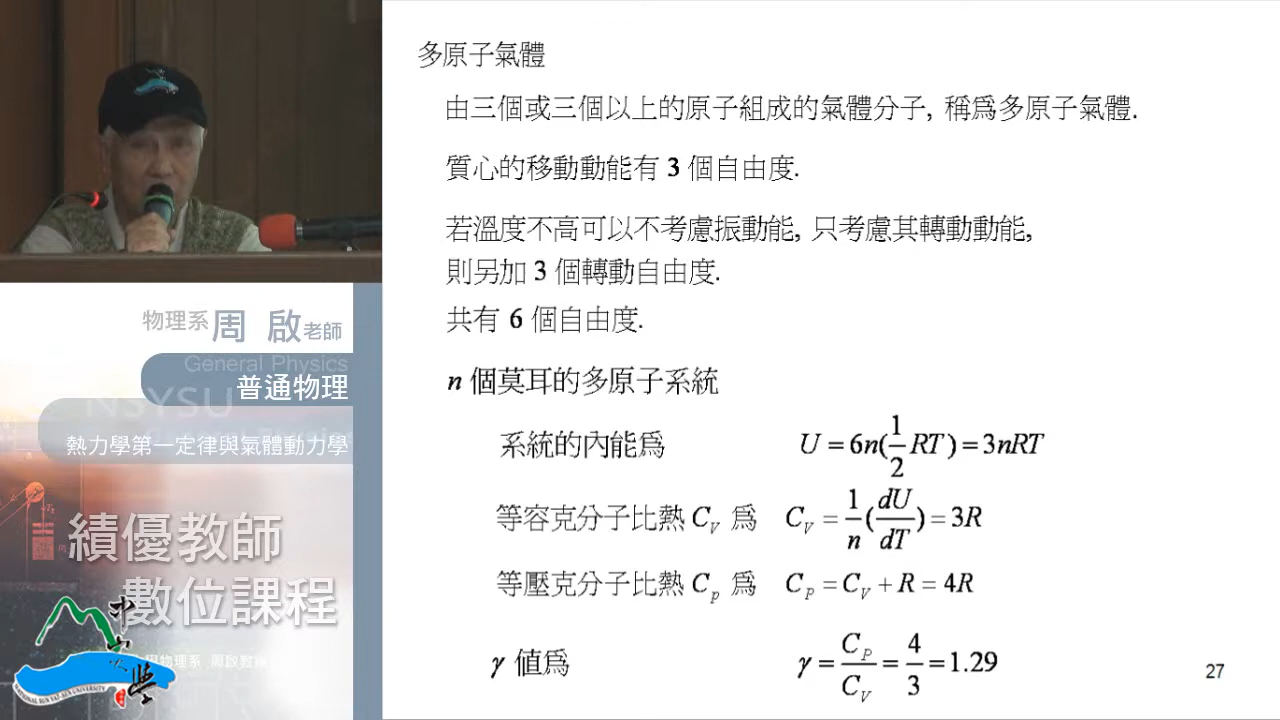 多原子氣體
由三個或三個以上的原子組成的氣體分子, 稱爲多原子氣體.
質心的移動動能有 3 個自由度.
若溫度不高可以不考慮振動能, 只考慮其轉動動能,
則另加 3 個轉動自由度.
共有 6 個自由度.
n 個莫耳的多原子系統
系統的內能爲 U = 6n(1/2 RT) = 3nRT
等容克分子比熱 C_V 爲 C_V = 1/n (dU/dT) = 3R
等壓克分子比熱 C_p 爲 C_P = C_V + R = 4R
γ 值爲 γ = C_P/C_V = 4/3 = 1.29
27
物理系 周 啟 老師
General Physics
普通物理
NSYSU
熱力學第一定律與氣體動力學
績優教師
數位課程